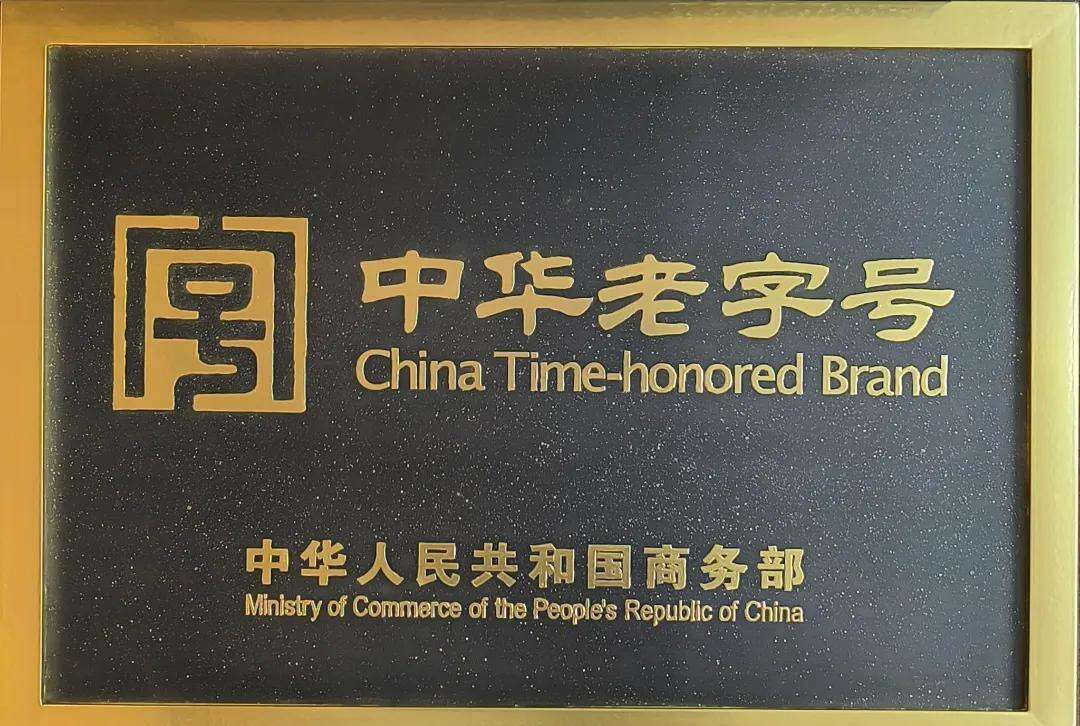 中华老字号
China Time-honored Brand
中华人民共和国商务部
Ministry of Commerce of the People's Republic of China